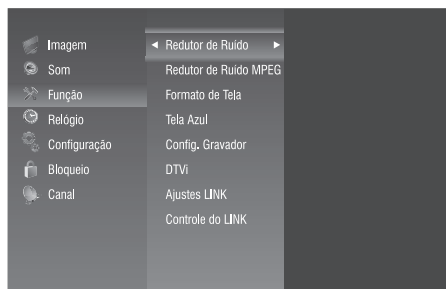 Imagem
Som
Função
Relógio
Configuração
Bloqueio
Canal
Redutor de Ruído
Redutor de Ruído MPEG
Formato de Tela
Tela Azul
Config. Gravador
DTVi
Ajustes LINK
Controle do LINK